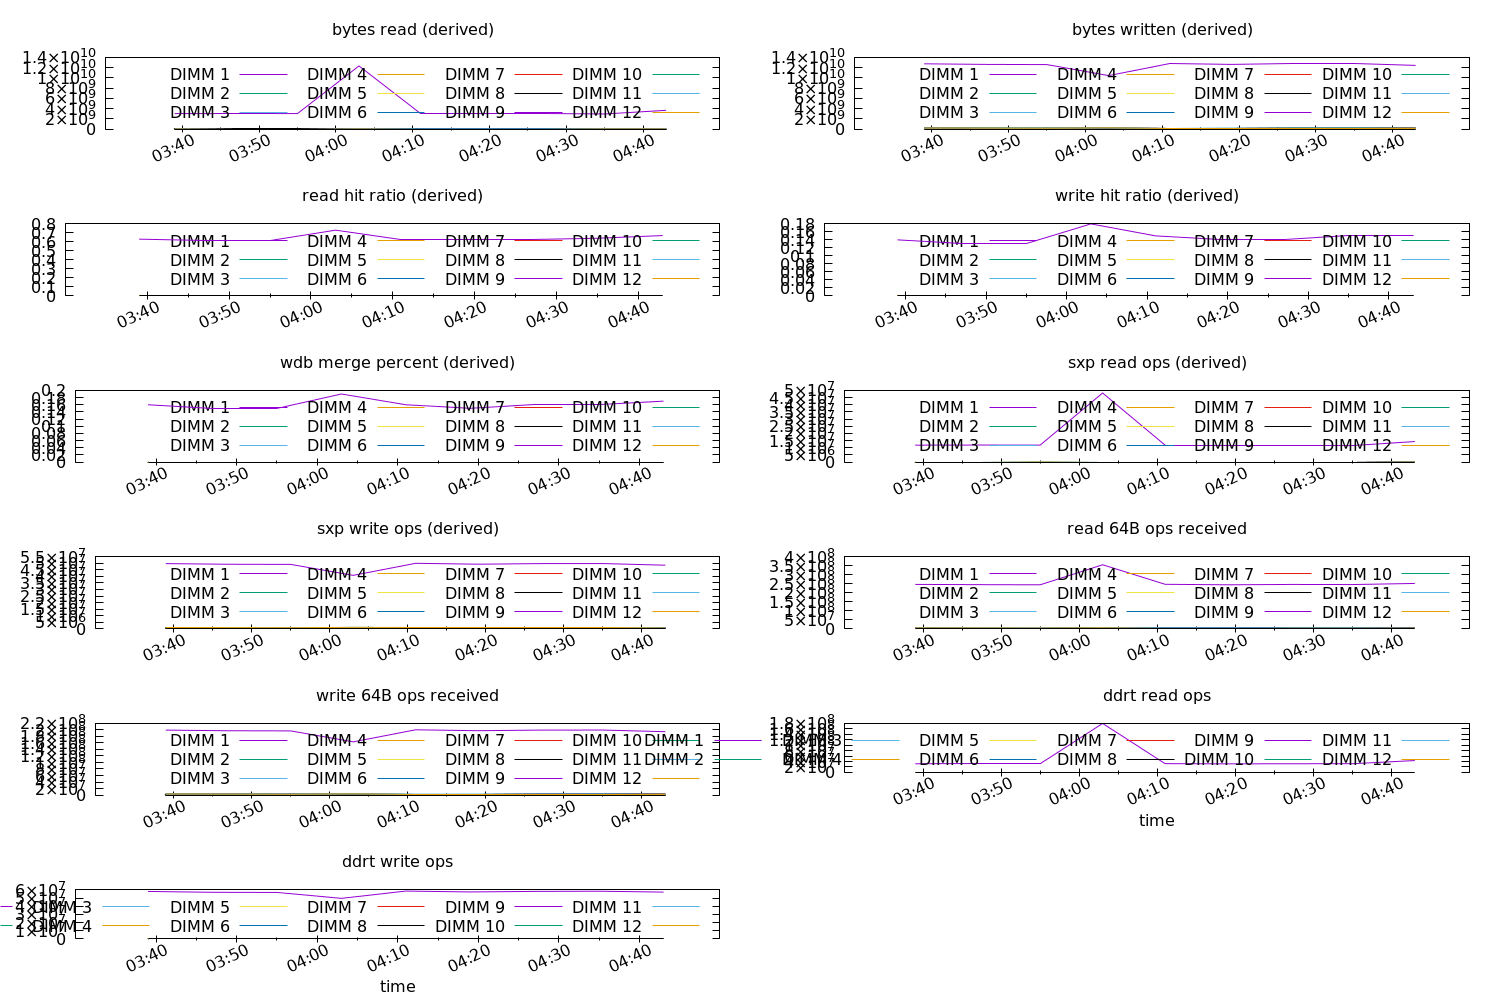 bytes read (derived)
1.4×10¹⁰
1.2×10¹⁰
1×10¹⁰
8×10⁹
6×10⁹
4×10⁹
2×10⁹
0
DIMM 1 DIMM 4 DIMM 7 DIMM 10
DIMM 2 DIMM 5 DIMM 8 DIMM 11
DIMM 3 DIMM 6 DIMM 9 DIMM 12
03:40 03:50 04:00 04:10 04:20 04:30 04:40
bytes written (derived)
1.4×10¹⁰
1.2×10¹⁰
1×10¹⁰
8×10⁹
6×10⁹
4×10⁹
2×10⁹
0
DIMM 1 DIMM 4 DIMM 7 DIMM 10
DIMM 2 DIMM 5 DIMM 8 DIMM 11
DIMM 3 DIMM 6 DIMM 9 DIMM 12
03:40 03:50 04:00 04:10 04:20 04:30 04:40
read hit ratio (derived)
0.8
0.7
0.6
0.5
0.4
0.3
0.2
0.1
0
DIMM 1 DIMM 4 DIMM 7 DIMM 10
DIMM 2 DIMM 5 DIMM 8 DIMM 11
DIMM 3 DIMM 6 DIMM 9 DIMM 12
03:40 03:50 04:00 04:10 04:20 04:30 04:40
write hit ratio (derived)
0.18
0.16
0.14
0.1
0.08
0.06
0.04
0.02
0
DIMM 1 DIMM 4 DIMM 7 DIMM 10
DIMM 2 DIMM 5 DIMM 8 DIMM 11
DIMM 3 DIMM 6 DIMM 9 DIMM 12
03:40 03:50 04:00 04:10 04:20 04:30 04:40
wdb merge percent (derived)
0.2
0.18
0.16
0.1
0.08
0.06
0.04
0.02
0
DIMM 1 DIMM 4 DIMM 7 DIMM 10
DIMM 2 DIMM 5 DIMM 8 DIMM 11
DIMM 3 DIMM 6 DIMM 9 DIMM 12
03:40 03:50 04:00 04:10 04:20 04:30 04:40
sxp read ops (derived)
5×10⁷
4.5×10⁷
5×10⁶
0
DIMM 1 DIMM 4 DIMM 7 DIMM 10
DIMM 2 DIMM 5 DIMM 8 DIMM 11
DIMM 3 DIMM 6 DIMM 9 DIMM 12
03:40 03:50 04:00 04:10 04:20 04:30 04:40
sxp write ops (derived)
5.5×10⁷
5×10⁶
0
DIMM 1 DIMM 4 DIMM 7 DIMM 10
DIMM 2 DIMM 5 DIMM 8 DIMM 11
DIMM 3 DIMM 6 DIMM 9 DIMM 12
03:40 03:50 04:00 04:10 04:20 04:30 04:40
read 64B ops received
4×10⁸
3.5×10⁸
3×10⁸
2.5×10⁸
2×10⁸
1.5×10⁸
1×10⁸
5×10⁷
0
DIMM 1 DIMM 4 DIMM 7 DIMM 10
DIMM 2 DIMM 5 DIMM 8 DIMM 11
DIMM 3 DIMM 6 DIMM 9 DIMM 12
03:40 03:50 04:00 04:10 04:20 04:30 04:40
write 64B ops received
2.2×10⁸
2×10⁷
0
DIMM 1 DIMM 4 DIMM 7 DIMM 10
DIMM 2 DIMM 5 DIMM 8 DIMM 11
DIMM 3 DIMM 6 DIMM 9 DIMM 12
03:40 03:50 04:00 04:10 04:20 04:30 04:40
ddrt read ops
1.8×10⁸
2×10⁷
0
DIMM 1 DIMM 3 DIMM 5 DIMM 7 DIMM 9 DIMM 11
DIMM 2 DIMM 4 DIMM 6 DIMM 8 DIMM 10 DIMM 12
03:40 03:50 04:00 04:10 04:20 04:30 04:40
time
ddrt write ops
6×10⁷
1×10⁷
0
DIMM 3 DIMM 5 DIMM 7 DIMM 9 DIMM 11
DIMM 4 DIMM 6 DIMM 8 DIMM 10 DIMM 12
03:40 03:50 04:00 04:10 04:20 04:30 04:40
time